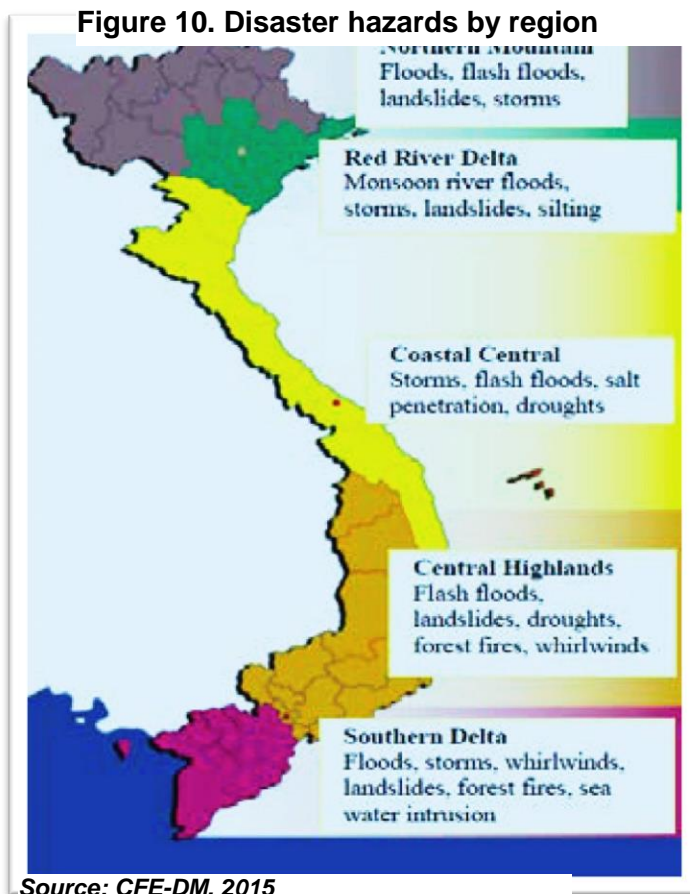 Figure 10. Disaster hazards by region
Northern Mountain
Floods, flash floods,
landslides, storms
Red River Delta
Monsoon river floods,
storms, landslides, silting
Coastal Central
Storms, flash floods, salt
penetration, droughts
Central Highlands
Flash floods,
landslides, droughts,
forest fires, whirlwinds
Southern Delta
Floods, storms, whirlwinds,
landslides, forest fires, sea
water intrusion
Source: CFE-DM, 2015